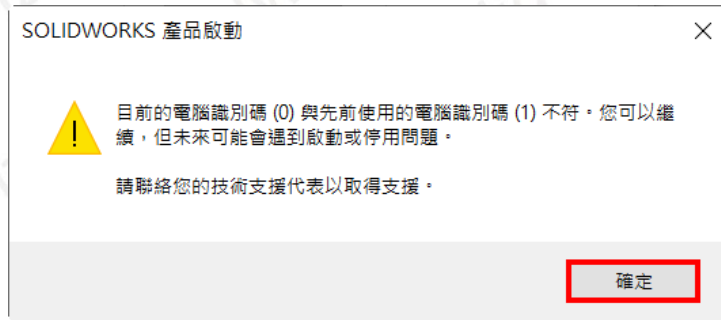 SOLIDWORKS 產品啟動
目前的電腦識別碼 (0) 與先前使用的電腦識別碼 (1) 不符。您可以繼
續，但未來可能會遇到啟動或停用問題。
請聯絡您的技術支援代表以取得支援。
確定